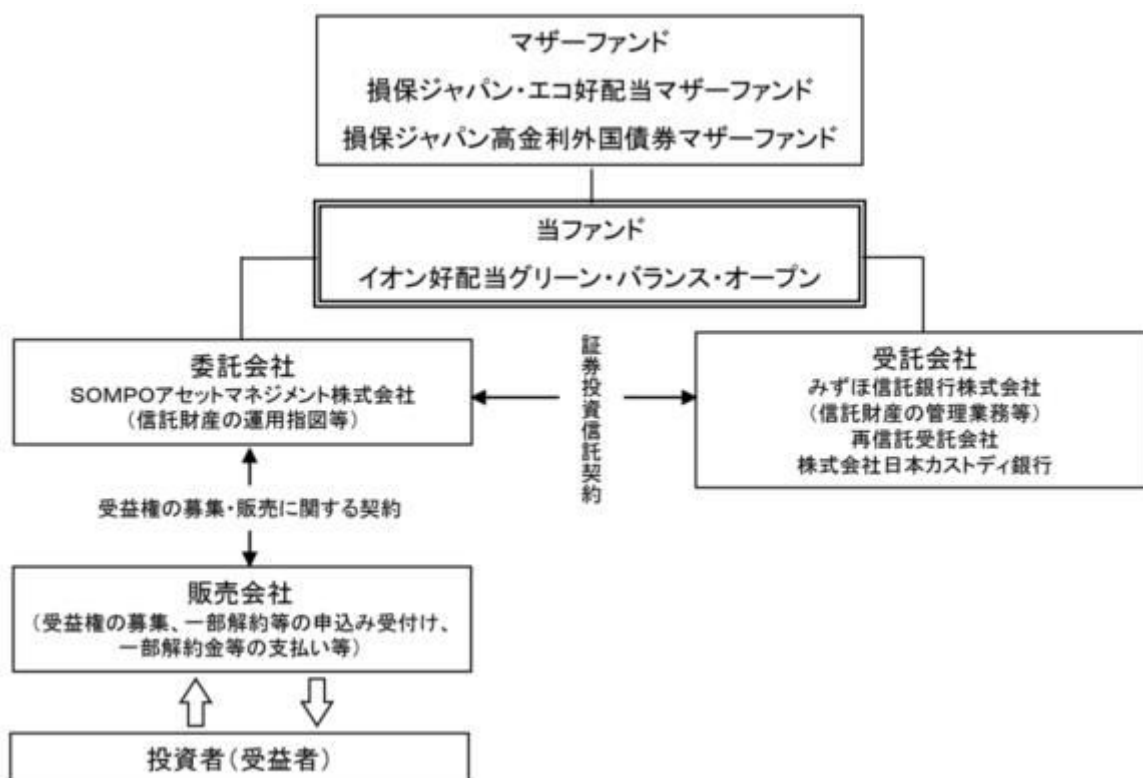 マザーファンド
損保ジャパン・エコ好配当マザーファンド
損保ジャパン高金利外国債券マザーファンド
当ファンド
イオン好配当グリーン・バランス・オープン
委託会社
SOMPOアセットマネジメント株式会社
(信託財産の運用指図等)
証券投資信託契約
受託会社
みずほ信託銀行株式会社
(信託財産の管理業務等)
再信託受託会社
株式会社日本カストディ銀行
受益権の募集・販売に関する契約
販売会社
(受益権の募集、一部解約等の申込み受付け、
一部解約金等の支払い等)
投資者(受益者)